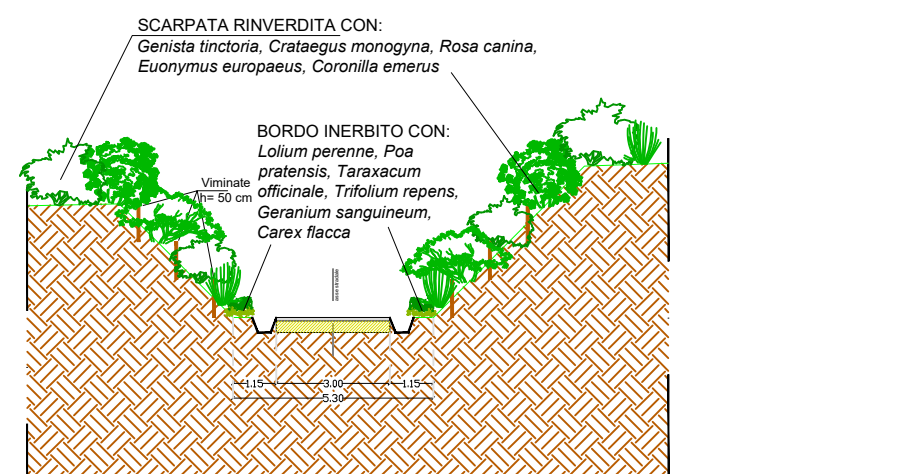 SCARPATA RINVERDITA CON:
Genista tinctoria, Crataegus monogyna, Rosa canina,
Euonymus europaeus, Coronilla emerus
BORDO INERBITO CON:
Lolium perenne, Poa
pratensis, Taraxacum
officinale, Trifolium repens,
Geranium sanguineum,
Carex flacca
Viminate
h= 50 cm
asse stradale
1.15
3.00
1.15
5.30